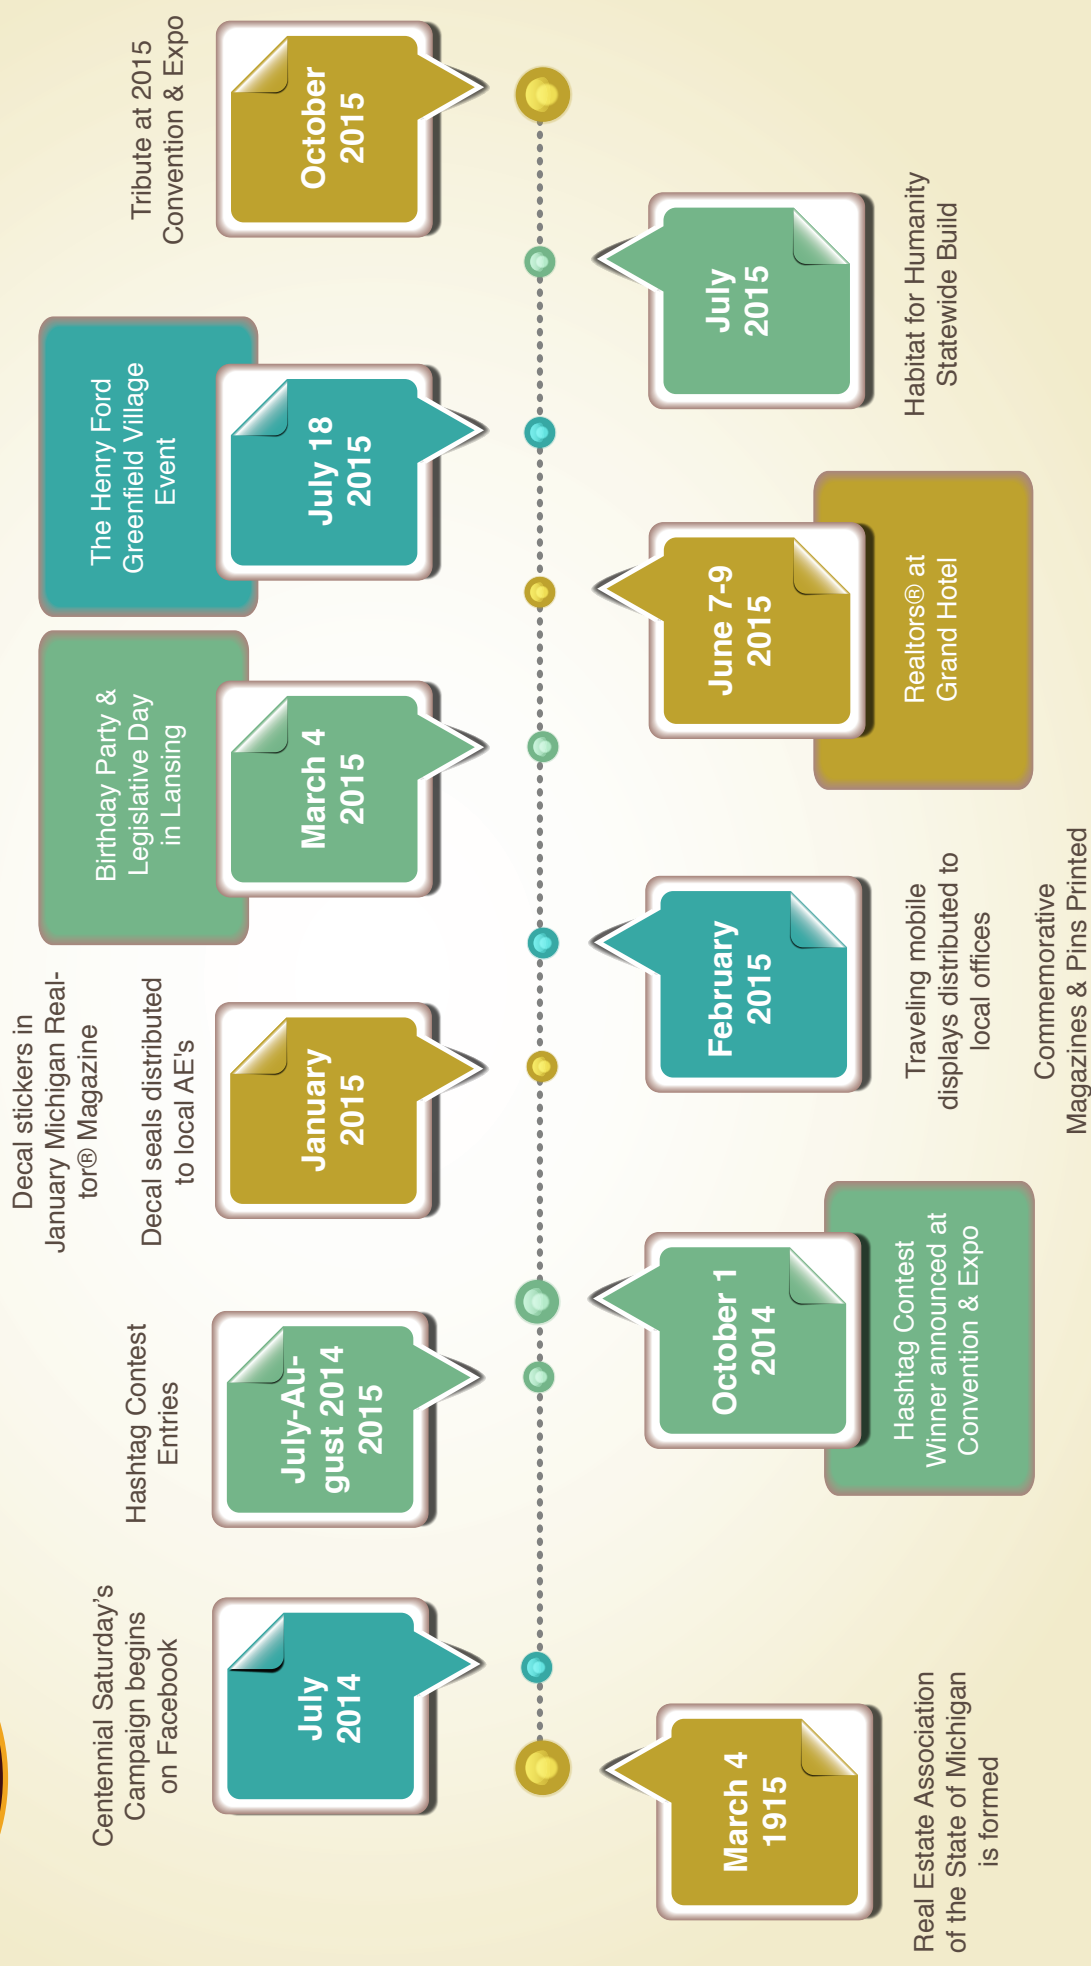 March 4
1915
Real Estate Association
of the State of Michigan
is formed
Centennial Saturday’s
Campaign begins
on Facebook
July
2014
Hashtag Contest
Entries
July-Au-
gust 2014
2015
October 1
2014
Hashtag Contest
Winner announced at
Convention & Expo
Decal stickers in
January Michigan Real-
tor® Magazine
Decal seals distributed
to local AE's
January
2015
February
2015
Traveling mobile
displays distributed to
local offices
Commemorative
Magazines & Pins Printed
Birthday Party &
Legislative Day
in Lansing
March 4
2015
June 7-9
2015
Realtors® at
Grand Hotel
The Henry Ford
Greenfield Village
Event
July 18
2015
July
2015
Habitat for Humanity
Statewide Build
Tribute at 2015
Convention & Expo
October
2015